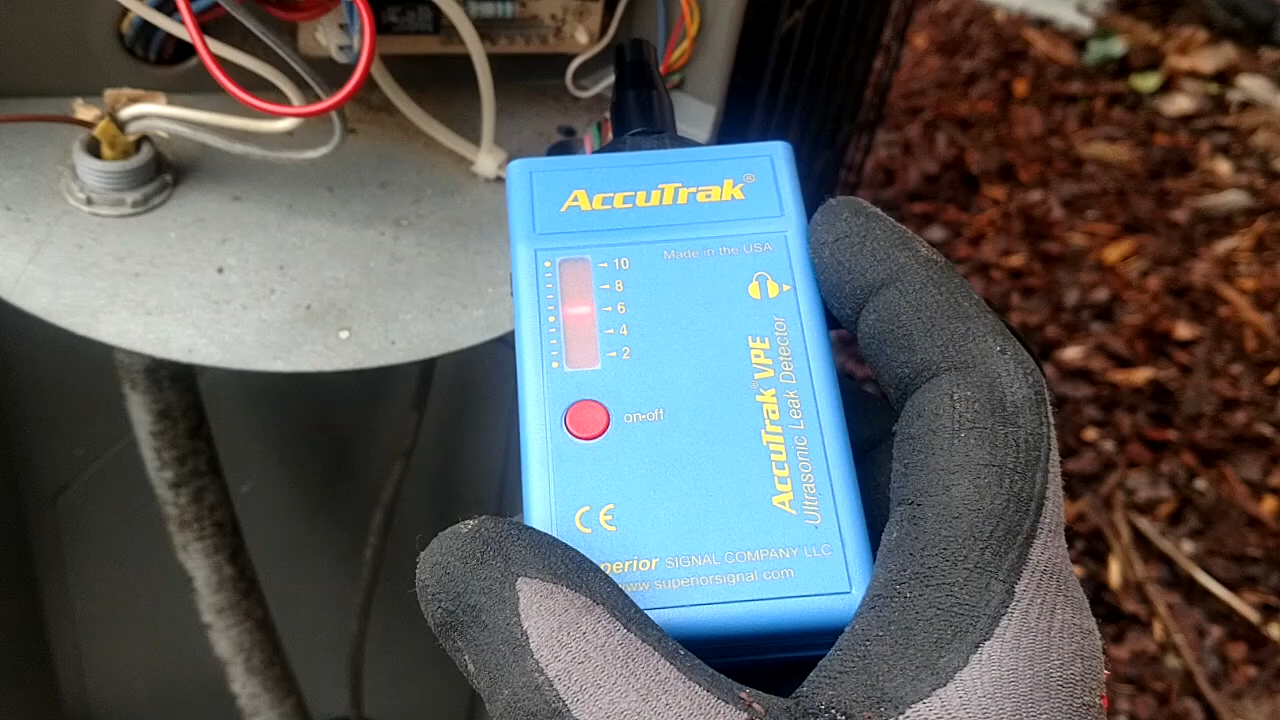 AccuTrak®
Made in the USA
10
8
6
4
2
on-off
AccuTrak® VPE
Ultrasonic Leak Detector
CE
SIGNAL COMPANY LLC
www.superiorsignal.com